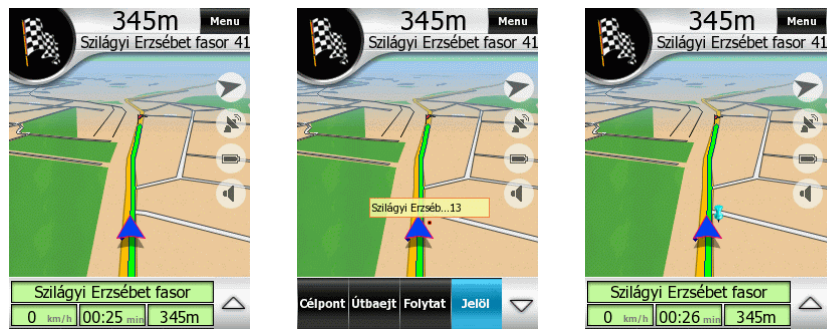 345m Menu
Szilágyi Erzsébet fasor 41
Szilágyi Erzsébet fasor
0 km/h 00:25 min 345m
345m Menu
Szilágyi Erzsébet fasor 41
Szilágyi Erzséb...13
Célpont Útbaejt Folytat Jelöl
345m Menu
Szilágyi Erzsébet fasor 41
Szilágyi Erzsébet fasor
0 km/h 00:26 min 345m